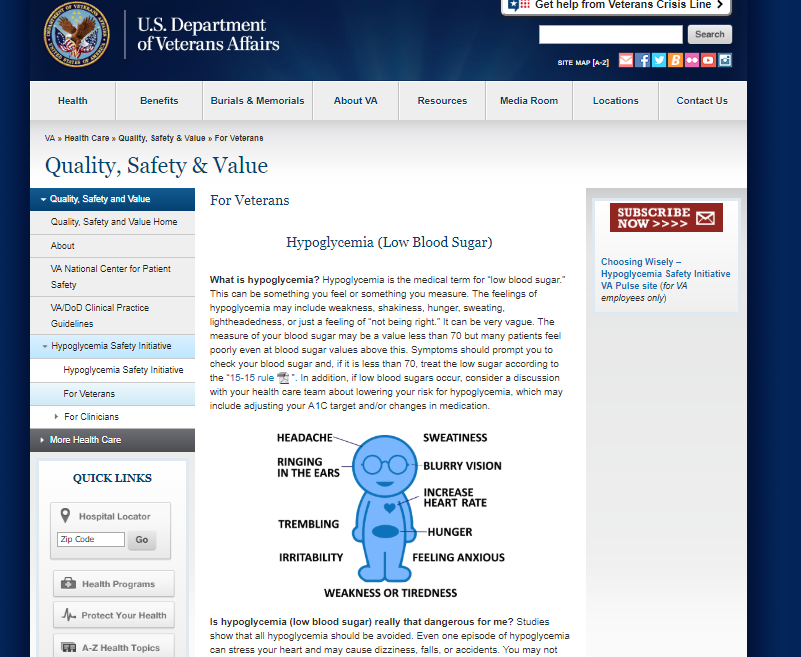 Get help from Veterans Crisis Line
U.S. Department
of Veterans Affairs
Search
SITE MAP [A-Z]
Health
Benefits
Burials & Memorials
About VA
Resources
Media Room
Locations
Contact Us
VA » Health Care » Quality, Safety & Value » For Veterans
Quality, Safety & Value
Quality, Safety and Value
Quality, Safety and Value Home
About
VA National Center for Patient
Safety
VA/DoD Clinical Practice
Guidelines
Hypoglycemia Safety Initiative
Hypoglycemia Safety Initiative
For Veterans
For Clinicians
More Health Care
QUICK LINKS
Hospital Locator
Zip Code
Go
Health Programs
Protect Your Health
A-Z Health Topics
For Veterans
Hypoglycemia (Low Blood Sugar)
What is hypoglycemia? Hypoglycemia is the medical term for "low blood sugar."
This can be something you feel or something you measure. The feelings of
hypoglycemia may include weakness, shakiness, hunger, sweating,
lightheadedness, or just a feeling of "not being right." It can be very vague. The
measure of your blood sugar may be a value less than 70 but many patients feel
poorly even at blood sugar values above this. Symptoms should prompt you to
check your blood sugar and, if it is less than 70, treat the low sugar according to
the "15-15 rule ". In addition, if low blood sugars occur, consider a discussion
with your health care team about lowering your risk for hypoglycemia, which may
include adjusting your A1C target and/or changes in medication.
HEADACHE
SWEATINESS
RINGING
IN THE EARS
BLURRY VISION
INCREASE
HEART RATE
TREMBLING
HUNGER
IRRITABILITY
FEELING ANXIOUS
WEAKNESS OR TIREDNESS
Is hypoglycemia (low blood sugar) really that dangerous for me? Studies
show that all hypoglycemia should be avoided. Even one episode of hypoglycemia
can stress your heart and may cause dizziness, falls, or accidents. You may not
SUBSCRIBE
NOW >>>>
Choosing Wisely –
Hypoglycemia Safety Initiative
VA Pulse site (for VA
employees only)